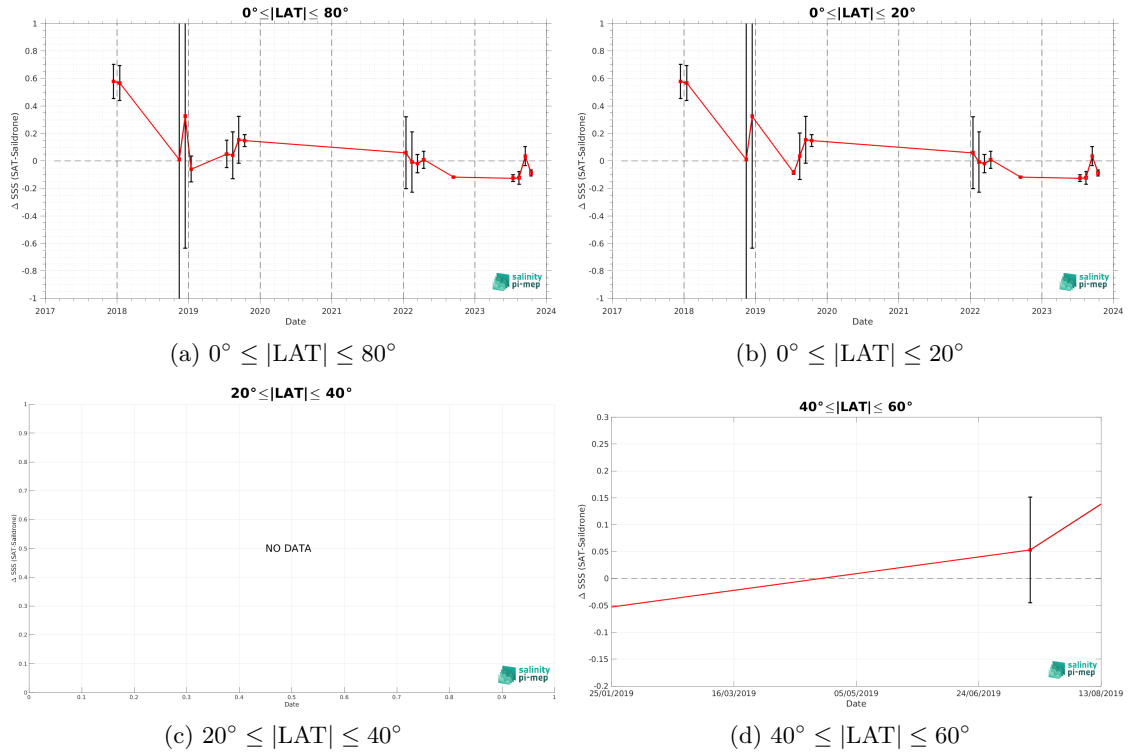 0°≤|LAT|≤ 80°
1
0.8
0.6
0.4
0.2
0
-0.2
-0.4
-0.6
-0.8
-1
Δ SSS (SAT-Saildrone)
2017 2018 2019 2020 2021 2022 2023 2024
Date
salinity
pi-mep
(a) 0° ≤ |LAT| ≤ 80°
0°≤|LAT|≤ 20°
1
0.8
0.6
0.4
0.2
0
-0.2
-0.4
-0.6
-0.8
-1
Δ SSS (SAT-Saildrone)
2017 2018 2019 2020 2021 2022 2023 2024
Date
salinity
pi-mep
(b) 0° ≤ |LAT| ≤ 20°
20°≤|LAT|≤ 40°
1
0.9
0.8
0.7
0.6
0.5
0.4
0.3
0.2
0.1
0
Δ SSS (SAT-Saildrone)
NO DATA
0 0.1 0.2 0.3 0.4 0.5 0.6 0.7 0.8 0.9 1
Date
salinity
pi-mep
(c) 20° ≤ |LAT| ≤ 40°
40°≤|LAT|≤ 60°
0.3
0.25
0.2
0.15
0.1
0.05
0
-0.05
-0.1
-0.15
-0.2
Δ SSS (SAT-Saildrone)
25/01/2019 16/03/2019 05/05/2019 24/06/2019 13/08/2019
Date
salinity
pi-mep
(d) 40° ≤ |LAT| ≤ 60°